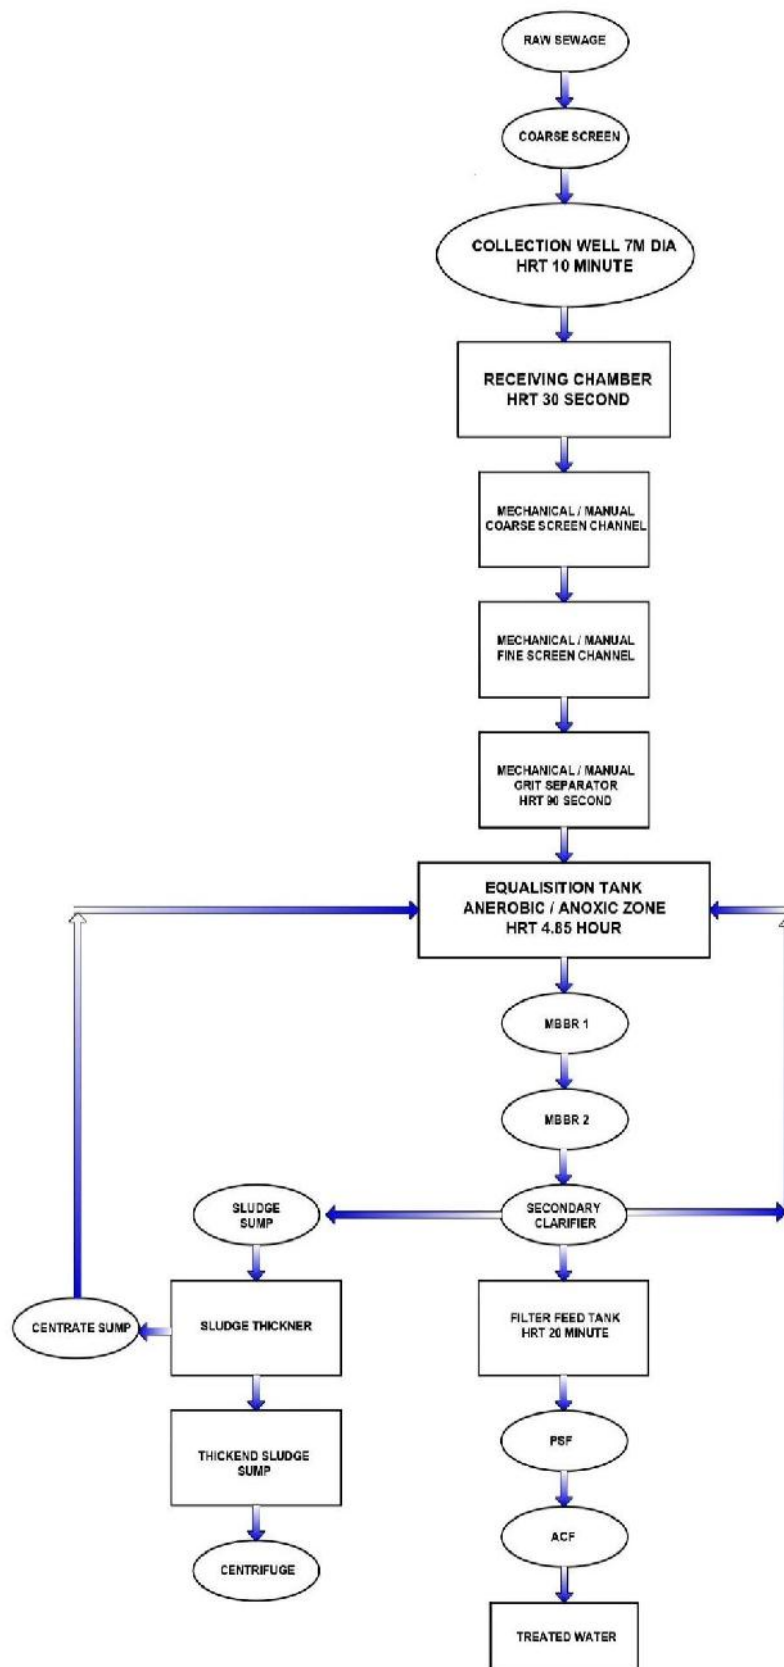 RAW SEWAGE
COARSE SCREEN
COLLECTION WELL 7M DIA
HRT 10 MINUTE
RECEIVING CHAMBER
HRT 30 SECOND
MECHANICAL / MANUAL
COARSE SCREEN CHANNEL
MECHANICAL / MANUAL
FINE SCREEN CHANNEL
MECHANICAL / MANUAL
GRIT SEPARATOR
HRT 90 SECOND
EQUALISITION TANK
ANEROBIC / ANOXIC ZONE
HRT 4.85 HOUR
MBBR 1
MBBR 2
SECONDARY
CLARIFIER
SLUDGE
SUMP
SLUDGE THICKNER
CENTRATE SUMP
THICKEND SLUDGE
SUMP
CENTRIFUGE
FILTER FEED TANK
HRT 20 MINUTE
PSF
ACF
TREATED WATER